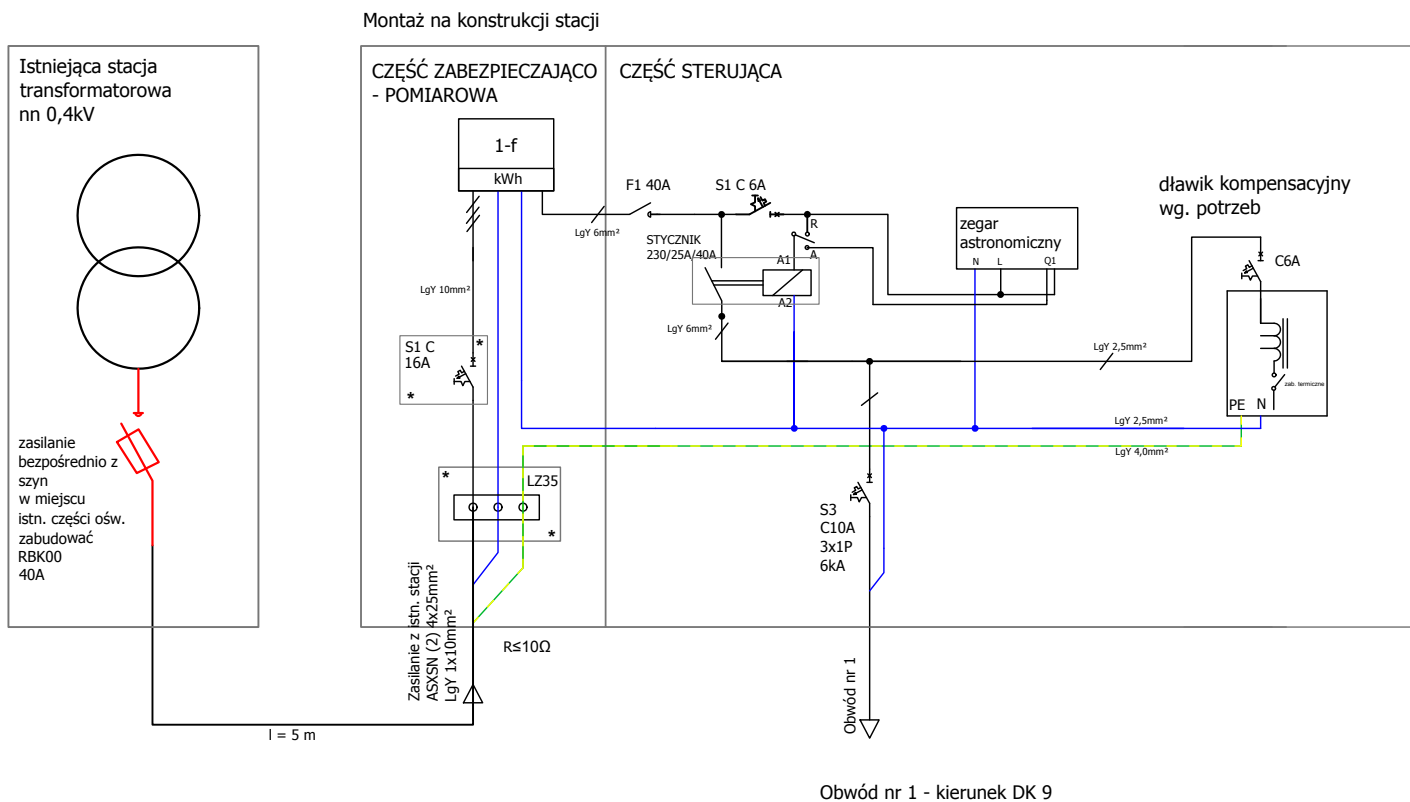 Montaż na konstrukcji stacji
Istniejąca stacja
transformatorowa
nn 0,4kV
zasilanie
bezpośrednio z
szyn
w miejscu
istn. części ośw.
zabudować
RBK00
40A
l = 5 m
CZĘŚĆ ZABEZPIECZAJĄCO
- POMIAROWA
1-f
kWh
LgY 10mm²
S1 C
16A
*
*
*
LZ35
*
Zasilanie z istn. stacji
ASXSN (2) 4x25mm²
LgY 1x10mm²
R≤10Ω
CZĘŚĆ STERUJĄCA
F1 40A
S1 C 6A
LgY 6mm²
STYCZNIK
230/25A/40A
R
A
A1
A2
LgY 6mm²
zegar
astronomiczny
N L Q1
dławik kompensacyjny
wg. potrzeb
C6A
LgY 2,5mm²
zab. termiczne
PE N
LgY 2,5mm²
LgY 4,0mm²
S3
C10A
3x1P
6kA
Obwód nr 1
Obwód nr 1 - kierunek DK 9